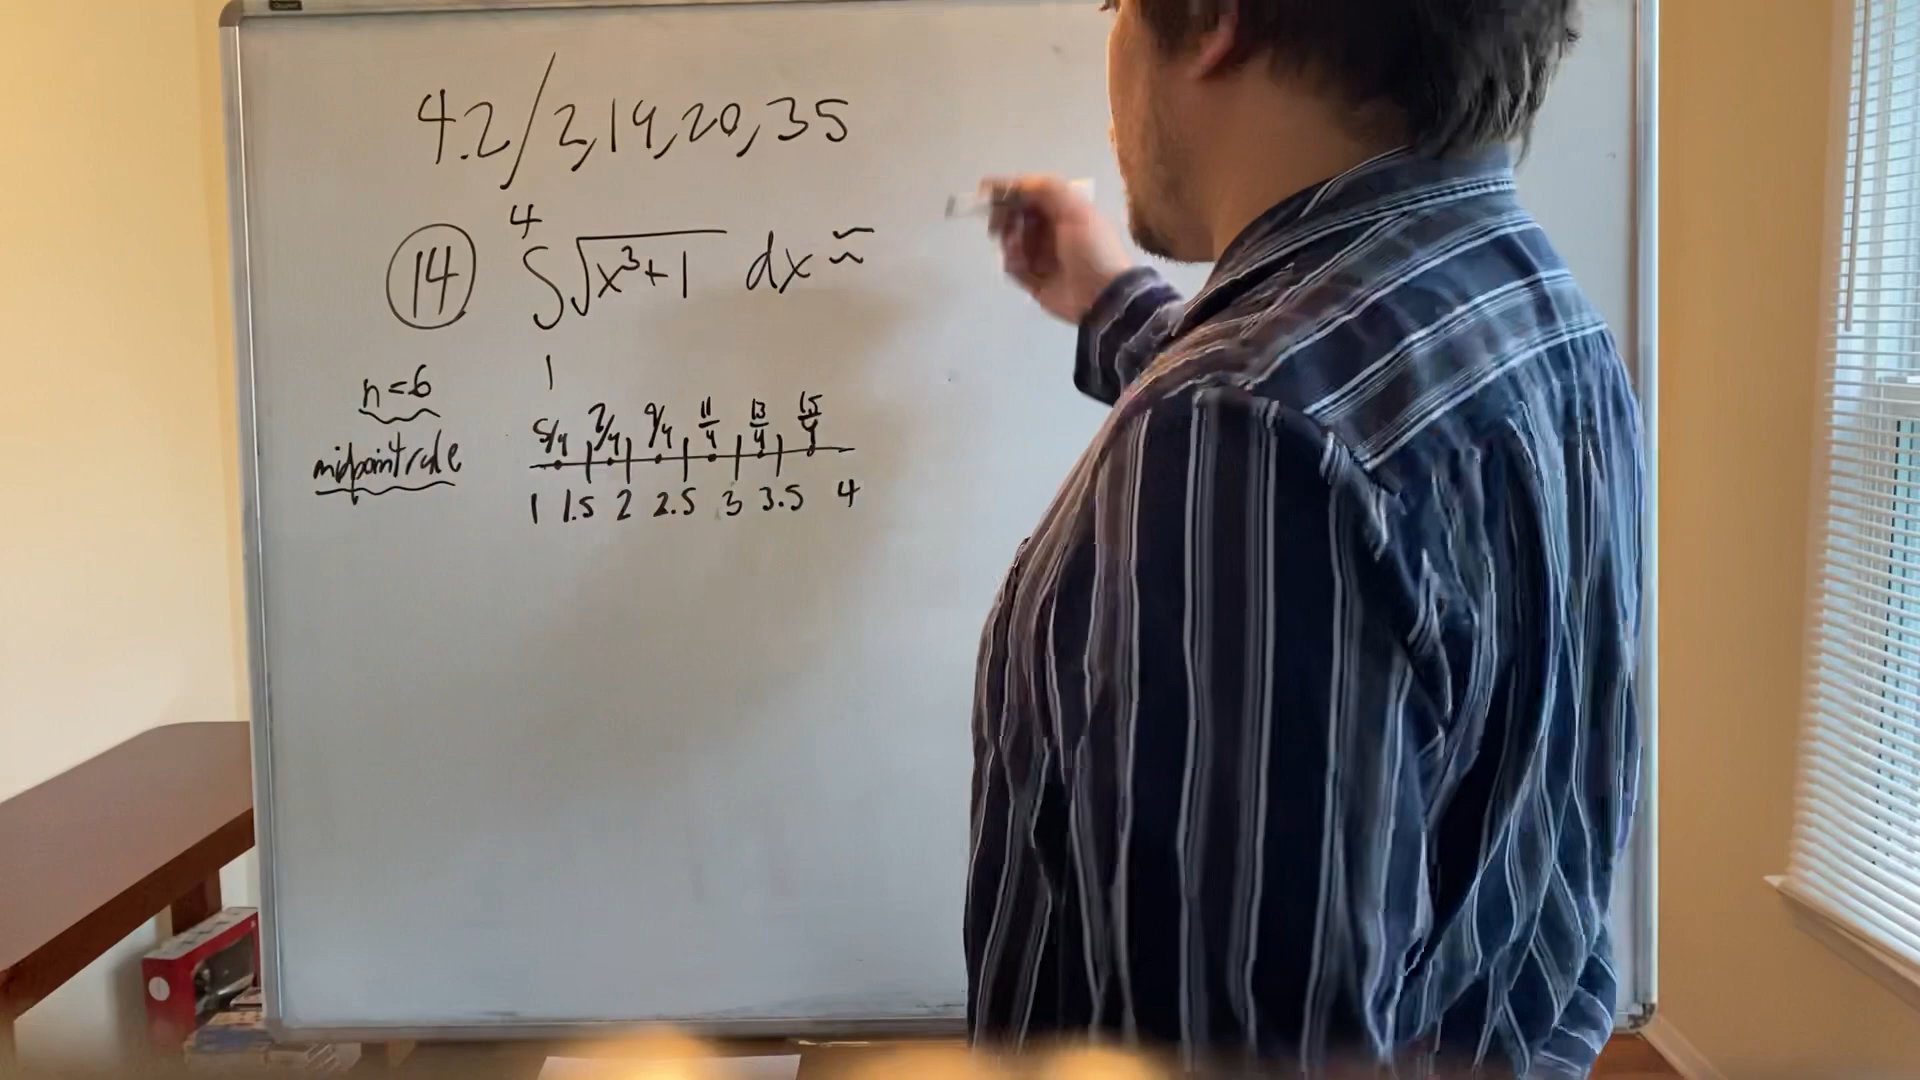 4.2/3,14,20,35
14 ∫₁⁴ √x³+1 dx ≈
n=6
midpoint rule
5/4 7/4 9/4 11/4 13/4 15/4
1 1.5 2 2.5 3 3.5 4